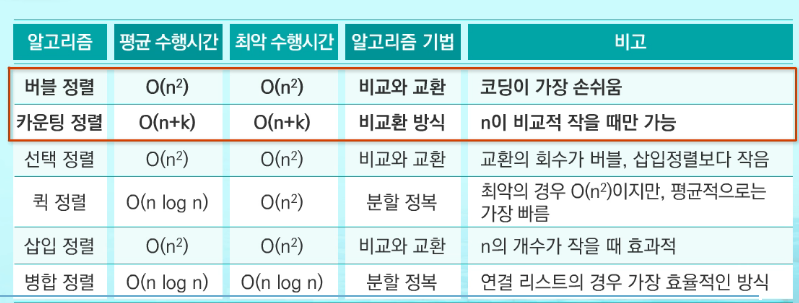 알고리즘 평균 수행시간 최악 수행시간 알고리즘 기법 비고
버블 정렬 O(n²) O(n²) 비교와 교환 코딩이 가장 손쉬움
카운팅 정렬 O(n+k) O(n+k) 비교환 방식 n이 비교적 작을 때만 가능
선택 정렬 O(n²) O(n²) 비교와 교환 교환의 회수가 버블, 삽입정렬보다 작음
퀵 정렬 O(n log n) O(n²) 분할 정복 최악의 경우 O(n²)이지만, 평균적으로는
가장 빠름
삽입 정렬 O(n²) O(n²) 비교와 교환 n의 개수가 작을 때 효과적
병합 정렬 O(n log n) O(n log n) 분할 정복 연결 리스트의 경우 가장 효율적인 방식